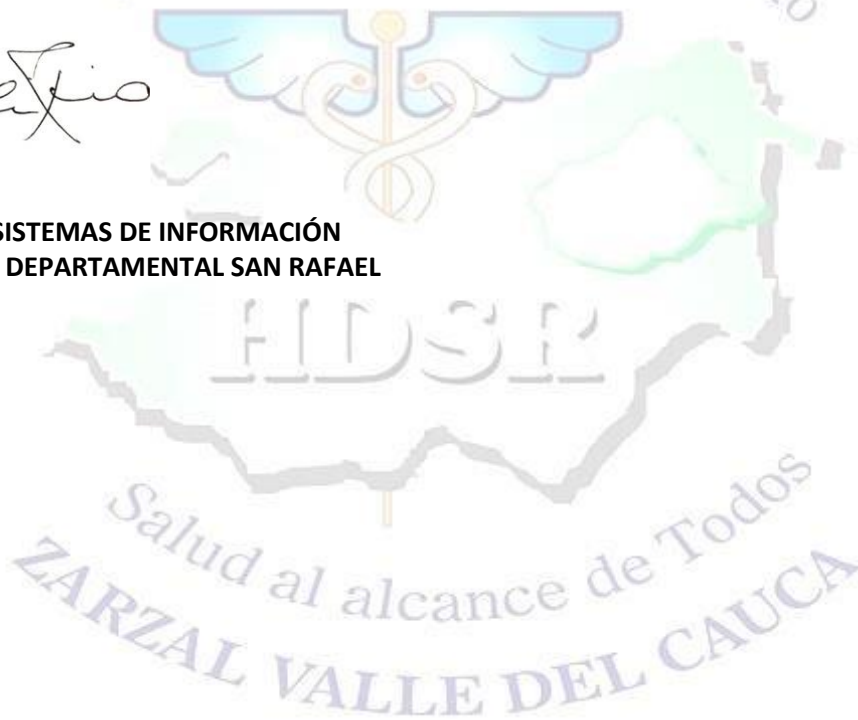 SISTEMAS DE INFORMACIÓN
DEPARTAMENTAL SAN RAFAEL
HDSR
Salud al alcance de Todos
ZARZAL VALLE DEL CAUCA